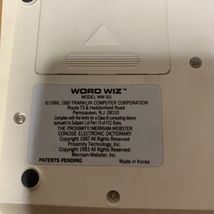 WORD WIZ™
MODEL WW-93
©1986, 1987 FRANKLIN COMPUTER CORPORATION
Route 73 & Haddonfield Road
Pennsauken, NJ 08110
Complies with the limits for a Class B computing device
pursuant to Subpart J of Part 15 of FCC Rules.
THE PROXIMITY/MERRIAM-WEBSTER
CONCISE ELECTRONIC DICTIONARY
Copyright 1987 All Rights Reserved
Proximity Technology, Inc.
Copyright 1983 All Rights Reserved
Merriam-Webster, Inc.
PATENTS PENDING
Made in Korea